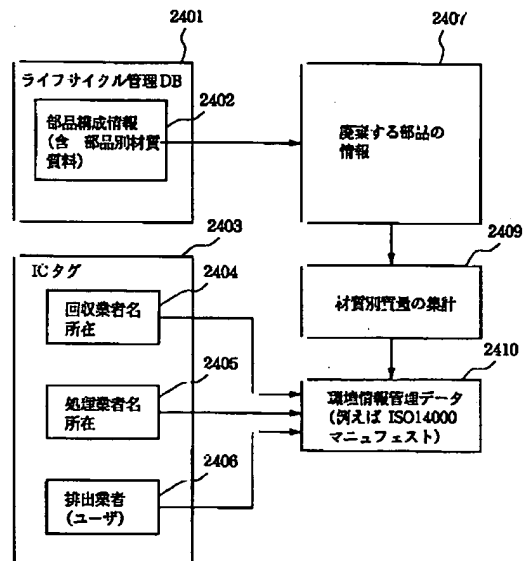 2401
ライフサイクル管理DB
2402
部品構成情報
(含 部品別材質
質料)
2407
廃棄する部品の
情報
2403
ICタグ
2404
回収業者名
所在
2405
処理業者名
所在
2406
排出業者
(ユーザ)
2409
材質別質量の集計
2410
環境情報管理データ
(例えば ISO14000
マニュフェスト)